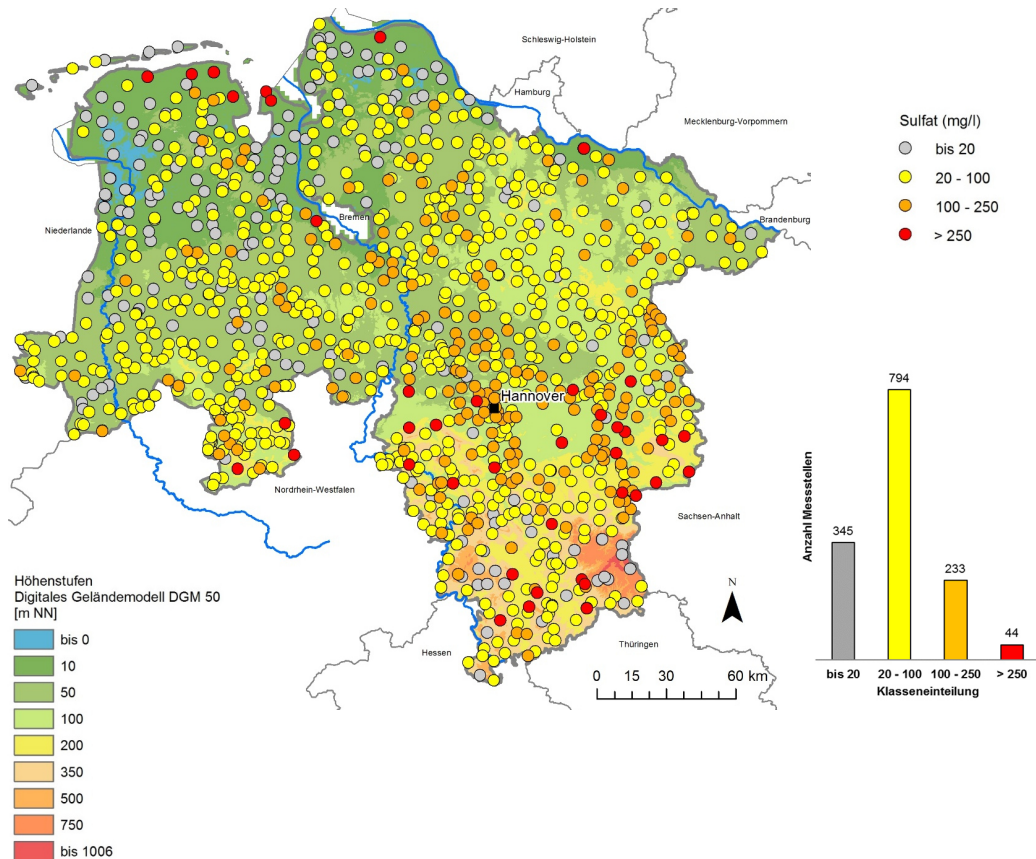 Schleswig-Holstein
Hamburg
Mecklenburg-Vorpommern
Niederlande
Bremen
Brandenburg
Hannover
Nordrhein-Westfalen
Sachsen-Anhalt
Hessen
Thüringen
N
0 15 30 60 km
Sulfat (mg/l)
bis 20
20 - 100
100 - 250
> 250
Höhenstufen
Digitales Geländemodell DGM 50
[m NN]
bis 0
10
50
100
200
350
500
750
bis 1006
Anzahl Messstellen
345
794
233
44
bis 20 20 - 100 100 - 250 > 250
Klasseneinteilung